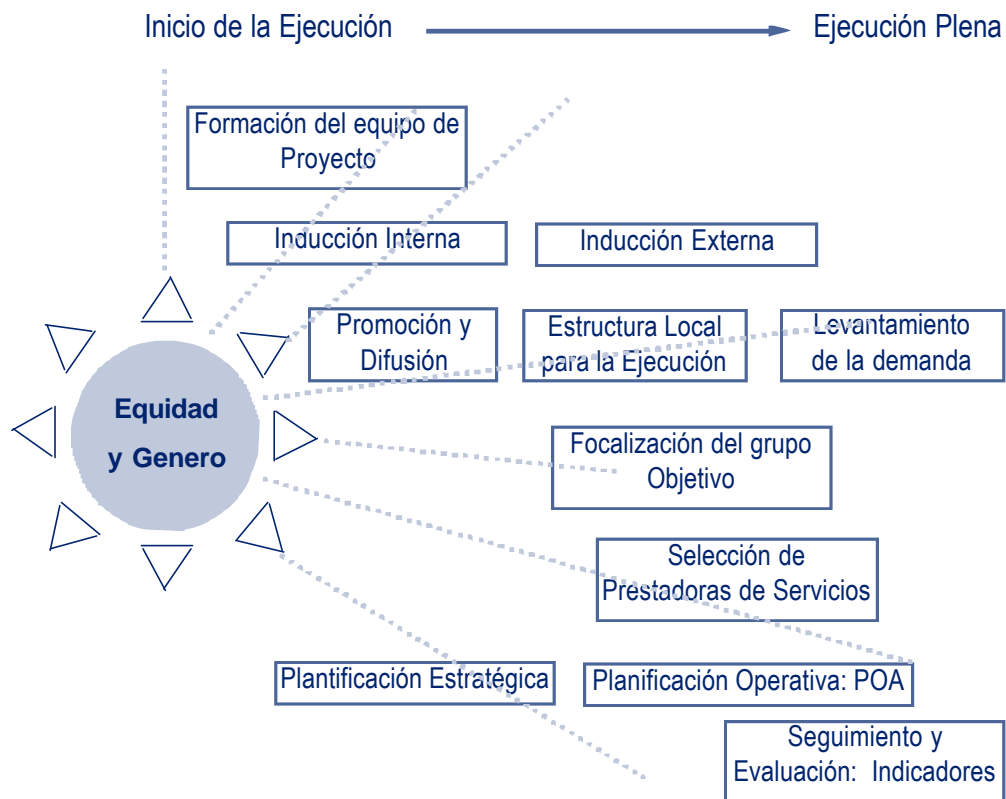 Inicio de la Ejecución
Ejecución Plena
Formación del equipo de
Proyecto
Inducción Interna
Inducción Externa
Promoción y
Difusión
Estructura Local
para la Ejecución
Levantamiento
de la demanda
Equidad
y Genero
Focalización del grupo
Objetivo
Selección de
Prestadoras de Servicios
Plantificación Estratégica
Planificación Operativa: POA
Seguimiento y
Evaluación: Indicadores